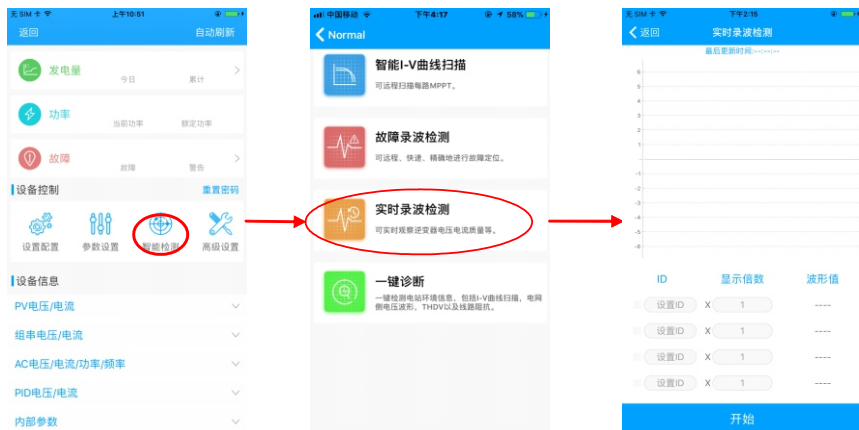 无 SIM 卡 上午10:51
返回 自动刷新
发电量
今日 累计
功率
当前功率 额定功率
故障
故障 警告
设备控制 重置密码
设置配置 参数设置 智能检测 高级设置
设备信息
PV电压/电流
组串电压/电流
AC电压/电流/功率/频率
PID电压/电流
内部参数
中国移动 下午4:17 58%
Normal
智能I-V曲线扫描
可远程扫描每路MPPT。
故障录波检测
可远程、快速、精确地进行故障定位。
实时录波检测
可实时观察逆变器电压电流质量等。
一键诊断
一键检测电站环境信息，包括I-V曲线扫描，电网
侧电压波形，THDV以及线路阻抗。
无 SIM 卡 下午2:15
返回 实时录波检测
最后更新时间:--:--:--
6
5
4
3
2
1
-1
-2
-3
-4
-5
-6
ID 显示倍数 波形值
设置ID X 1 ----
设置ID X 1 ----
设置ID X 1 ----
设置ID X 1 ----
开始